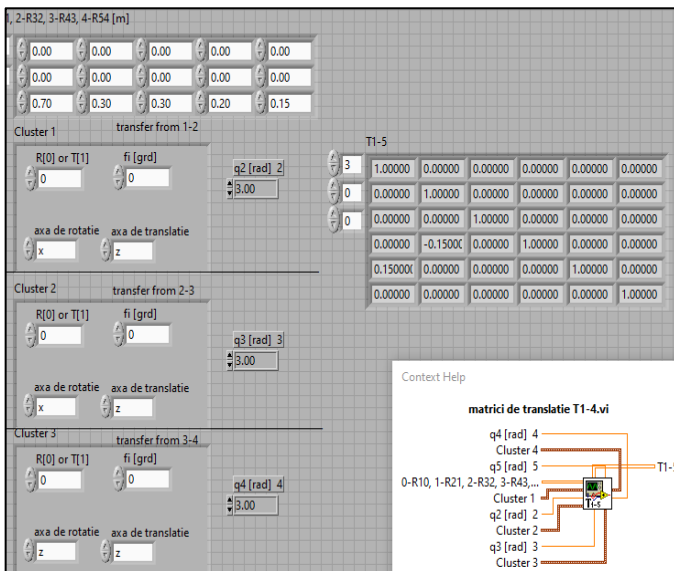 , 2-R32, 3-R43, 4-R54 [m]
0.00 0.00 0.00 0.00 0.00
0.00 0.00 0.00 0.00 0.00
0.70 0.30 0.30 0.20 0.15
Cluster 1
transfer from 1-2
R[0] or T[1] fi [grd]
0 0
axa de rotatie axa de translatie
x z
q2 [rad] 2
3.00
T1-5
3
0
0
1.00000 0.00000 0.00000 0.00000 0.00000 0.00000
0.00000 1.00000 0.00000 0.00000 0.00000 0.00000
0.00000 0.00000 1.00000 0.00000 0.00000 0.00000
0.00000 -0.15000 0.00000 1.00000 0.00000 0.00000
0.150000 0.00000 0.00000 0.00000 1.00000 0.00000
0.00000 0.00000 0.00000 0.00000 0.00000 1.00000
Cluster 2
transfer from 2-3
R[0] or T[1] fi [grd]
0 0
axa de rotatie axa de translatie
x z
q3 [rad] 3
3.00
Cluster 3
transfer from 3-4
R[0] or T[1] fi [grd]
0 0
axa de rotatie axa de translatie
z z
q4 [rad] 4
3.00
Context Help
matrici de translatie T1-4.vi
q4 [rad] 4
Cluster 4
q5 [rad] 5
0-R10, 1-R21, 2-R32, 3-R43,...
Cluster 1
q2 [rad] 2
Cluster 2
q3 [rad] 3
Cluster 3
T1-5
T1-